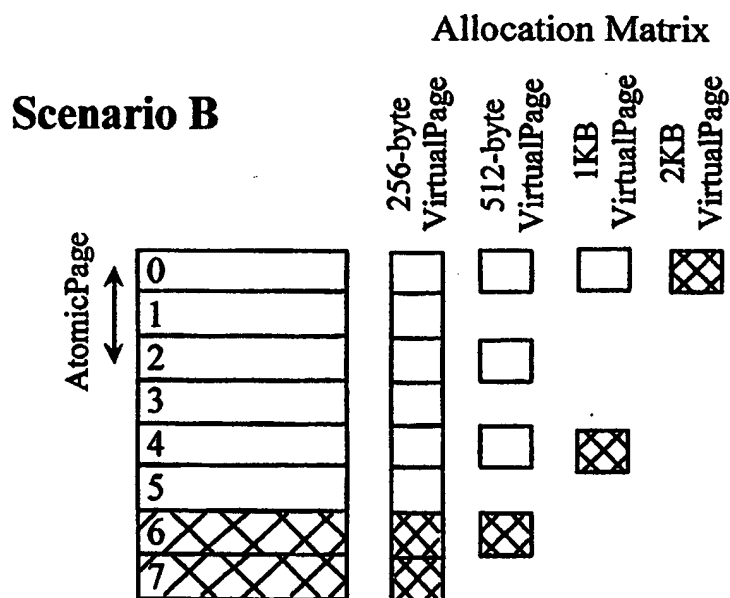 Allocation Matrix
Scenario B
256-byte
VirtualPage
512-byte
VirtualPage
1KB
VirtualPage
2KB
VirtualPage
AtomicPage
0
1
2
3
4
5
6
7